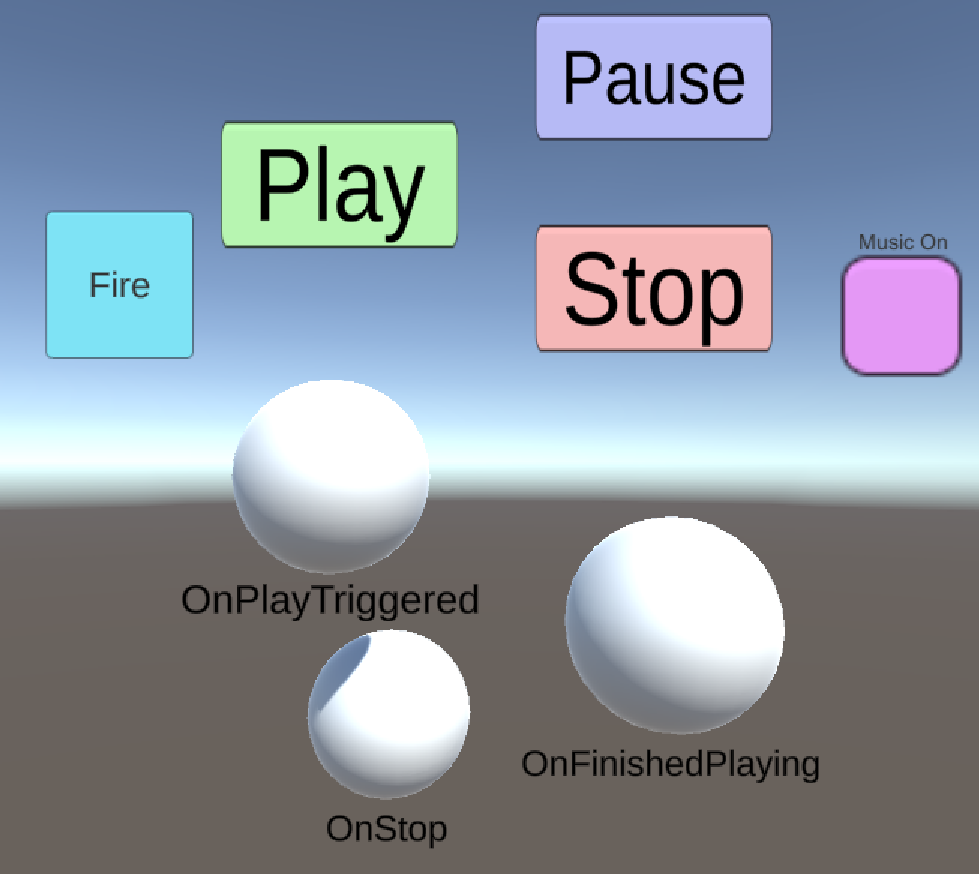 Pause
Play
Stop
Music On
Fire
OnPlayTriggered
OnFinishedPlaying
OnStop